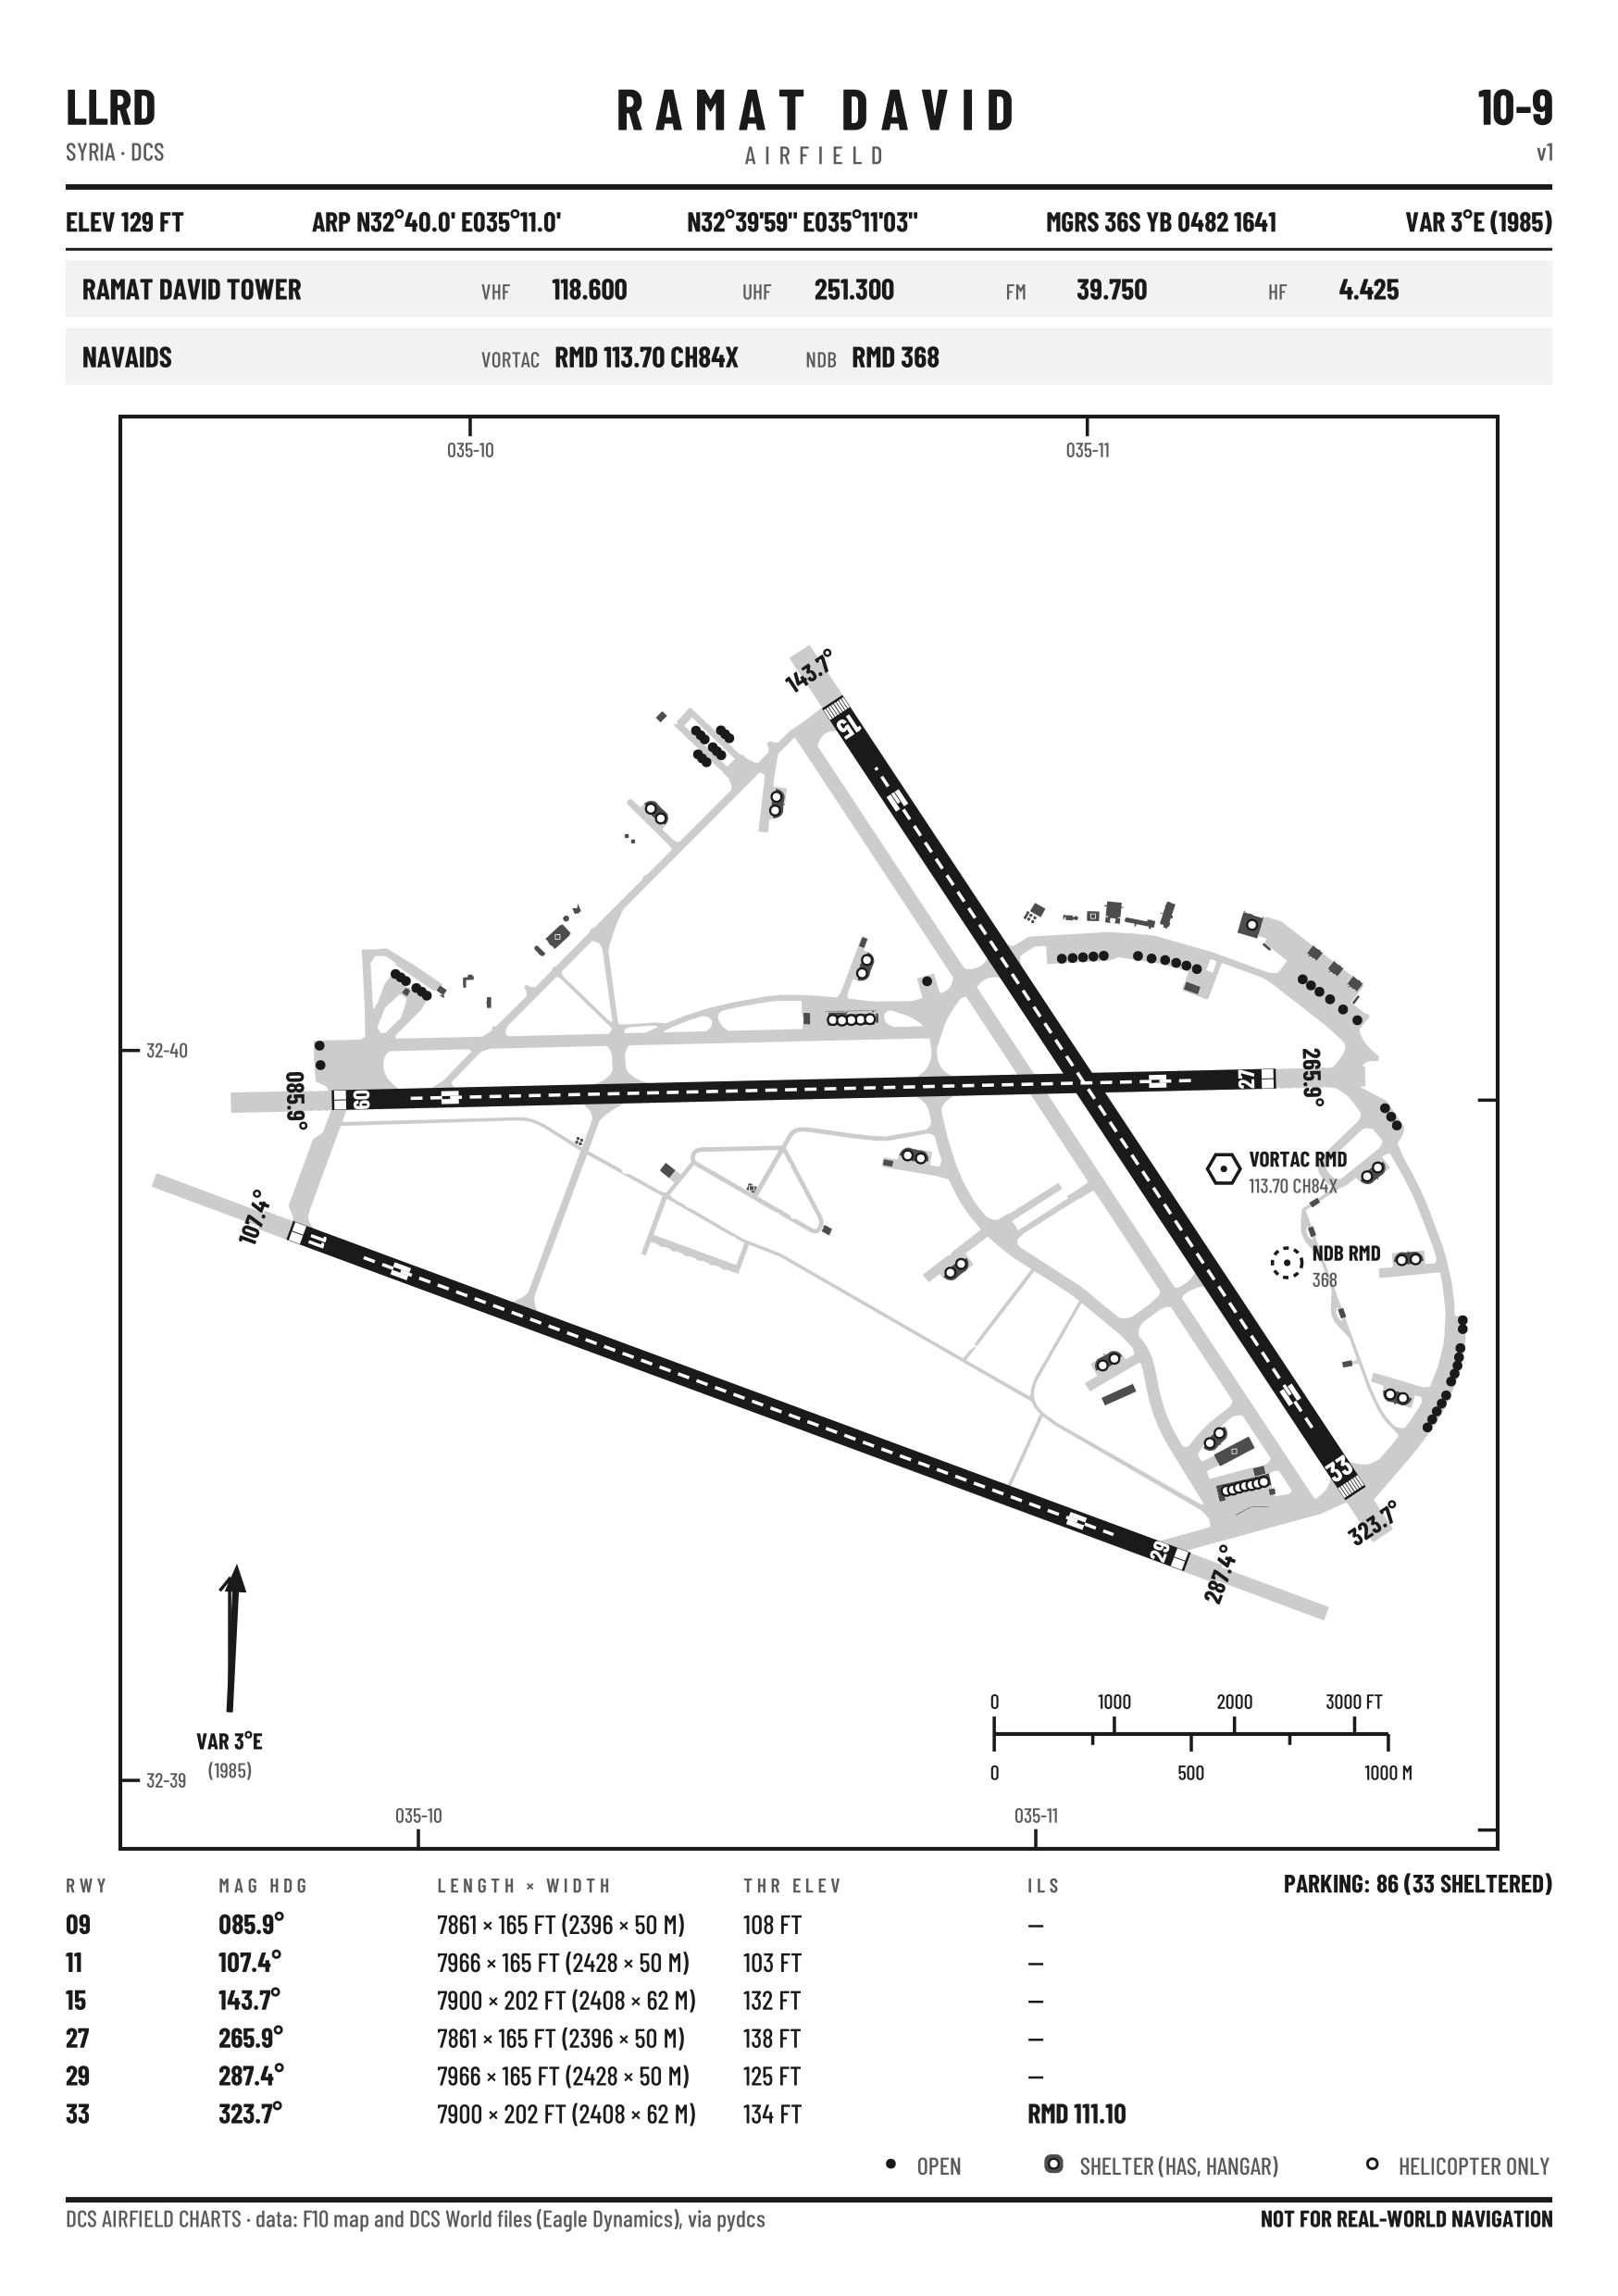 LLRD
RAMAT DAVID
10-9
SYRIA · DCS
AIRFIELD
v1
ELEV 129 FT
ARP N32°40.0' E035°11.0'
N32°39'59" E035°11'03"
MGRS 36S YB 0482 1641
VAR 3°E (1985)
RAMAT DAVID TOWER
VHF 118.600
UHF 251.300
FM 39.750
HF 4.425
NAVAIDS
VORTAC RMD 113.70 CH84X
NDB RMD 368
035-10
035-11
143.7°
15
32-40
085.9°
09
27
265.9°
VORTAC RMD
113.70 CH84X
107.4°
11
NDB RMD
368
33
323.7°
29
287.4°
VAR 3°E
(1985)
32-39
0 1000 2000 3000 FT
0 500 1000 M
035-10
035-11
RWY MAG HDG LENGTH × WIDTH THR ELEV ILS
PARKING: 86 (33 SHELTERED)
09 085.9° 7861 × 165 FT (2396 × 50 M) 108 FT –
11 107.4° 7966 × 165 FT (2428 × 50 M) 103 FT –
15 143.7° 7900 × 202 FT (2408 × 62 M) 132 FT –
27 265.9° 7861 × 165 FT (2396 × 50 M) 138 FT –
29 287.4° 7966 × 165 FT (2428 × 50 M) 125 FT –
33 323.7° 7900 × 202 FT (2408 × 62 M) 134 FT RMD 111.10
OPEN
SHELTER (HAS, HANGAR)
HELICOPTER ONLY
DCS AIRFIELD CHARTS · data: F10 map and DCS World files (Eagle Dynamics), via pydcs
NOT FOR REAL-WORLD NAVIGATION